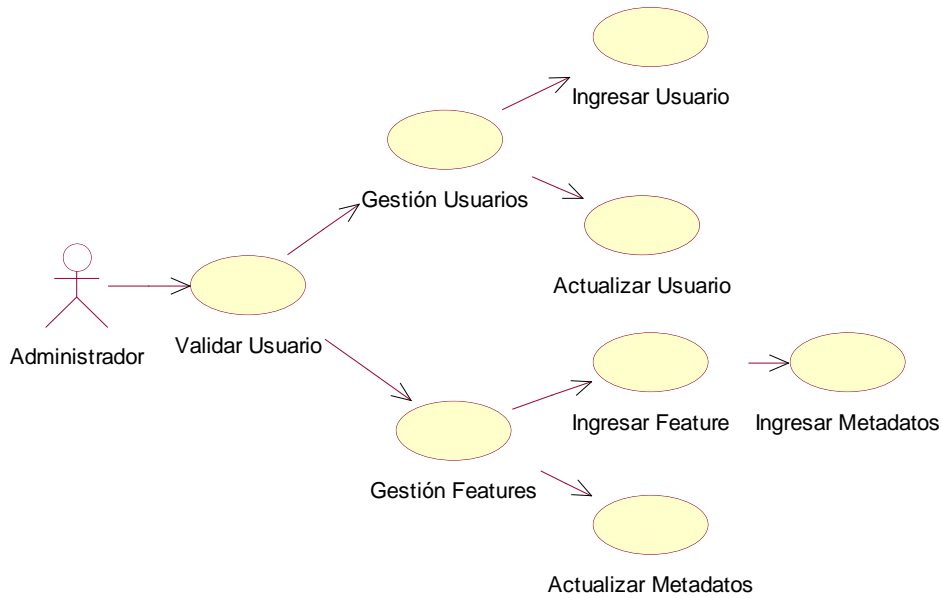 Ingresar Usuario
Gestión Usuarios
Actualizar Usuario
Administrador
Validar Usuario
Ingresar Feature
Ingresar Metadatos
Gestión Features
Actualizar Metadatos